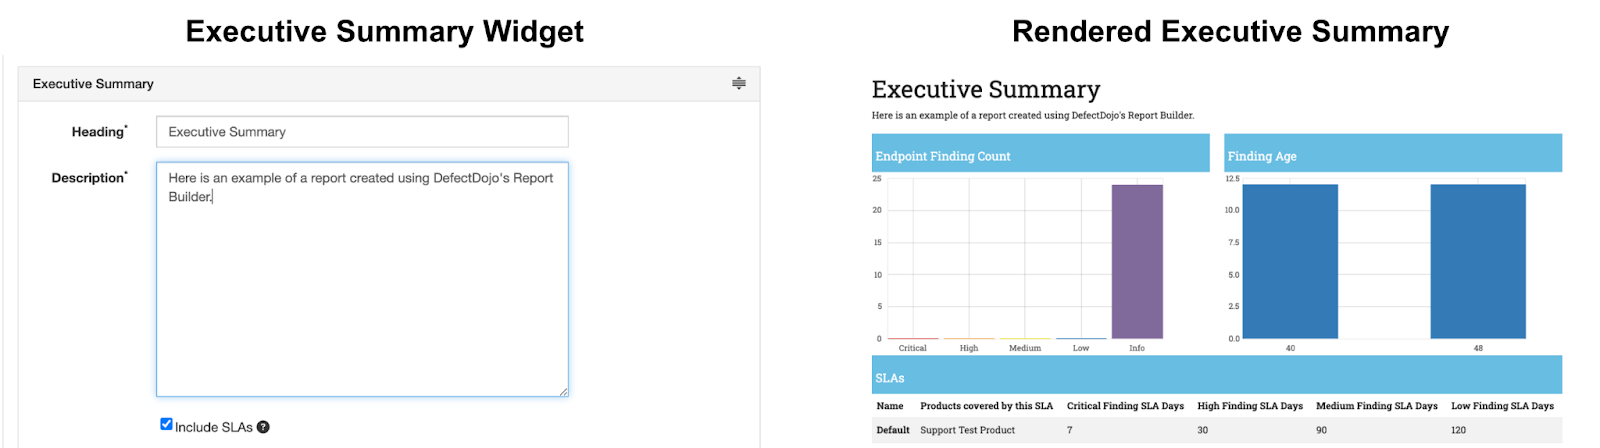 Executive Summary Widget
Executive Summary
Heading*
Executive Summary
Description*
Here is an example of a report created using DefectDojo's Report
Builder.
Include SLAs ?
Rendered Executive Summary
Executive Summary
Here is an example of a report created using DefectDojo's Report Builder.
Endpoint Finding Count
25
20
15
10
5
0
Critical High Medium Low Info
Finding Age
12.5
10.0
7.5
5.0
2.5
0.0
40 48
SLAs
Name Products covered by this SLA Critical Finding SLA Days High Finding SLA Days Medium Finding SLA Days Low Finding SLA Days
Default Support Test Product 7 30 90 120